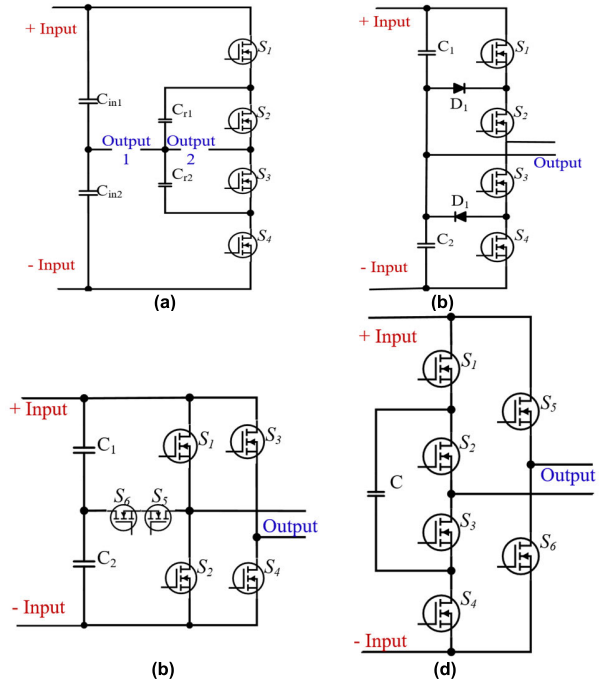 + Input
S1
Cin1
Cr1
S2
Output
1
Output
2
Cin2
Cr2
S3
S4
- Input
(a)
+ Input
C1
S1
D1
S2
Output
S3
D1
C2
S4
- Input
(b)
+ Input
C1
S1
S3
S6
S5
Output
C2
S2
S4
- Input
(b)
+ Input
S1
S5
S2
C
Output
S3
S6
S4
- Input
(d)